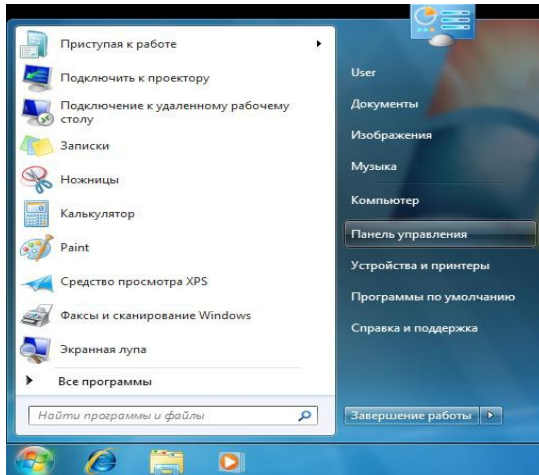 Приступая к работе
Подключить к проектору
Подключение к удаленному рабочему
столу
Записки
Ножницы
Калькулятор
Paint
Средство просмотра XPS
Факсы и сканирование Windows
Экранная лупа
Все программы
Найти программы и файлы
User
Документы
Изображения
Музыка
Компьютер
Панель управления
Устройства и принтеры
Программы по умолчанию
Справка и поддержка
Завершение работы